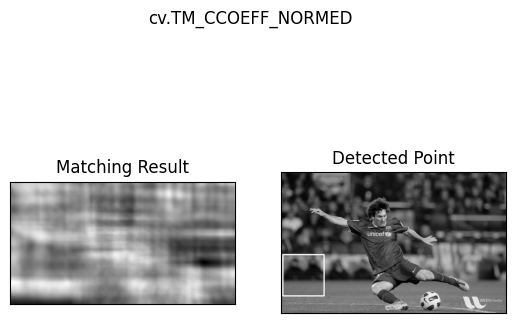 cv.TM_CCOEFF_NORMED
Matching Result
Detected Point
unicef